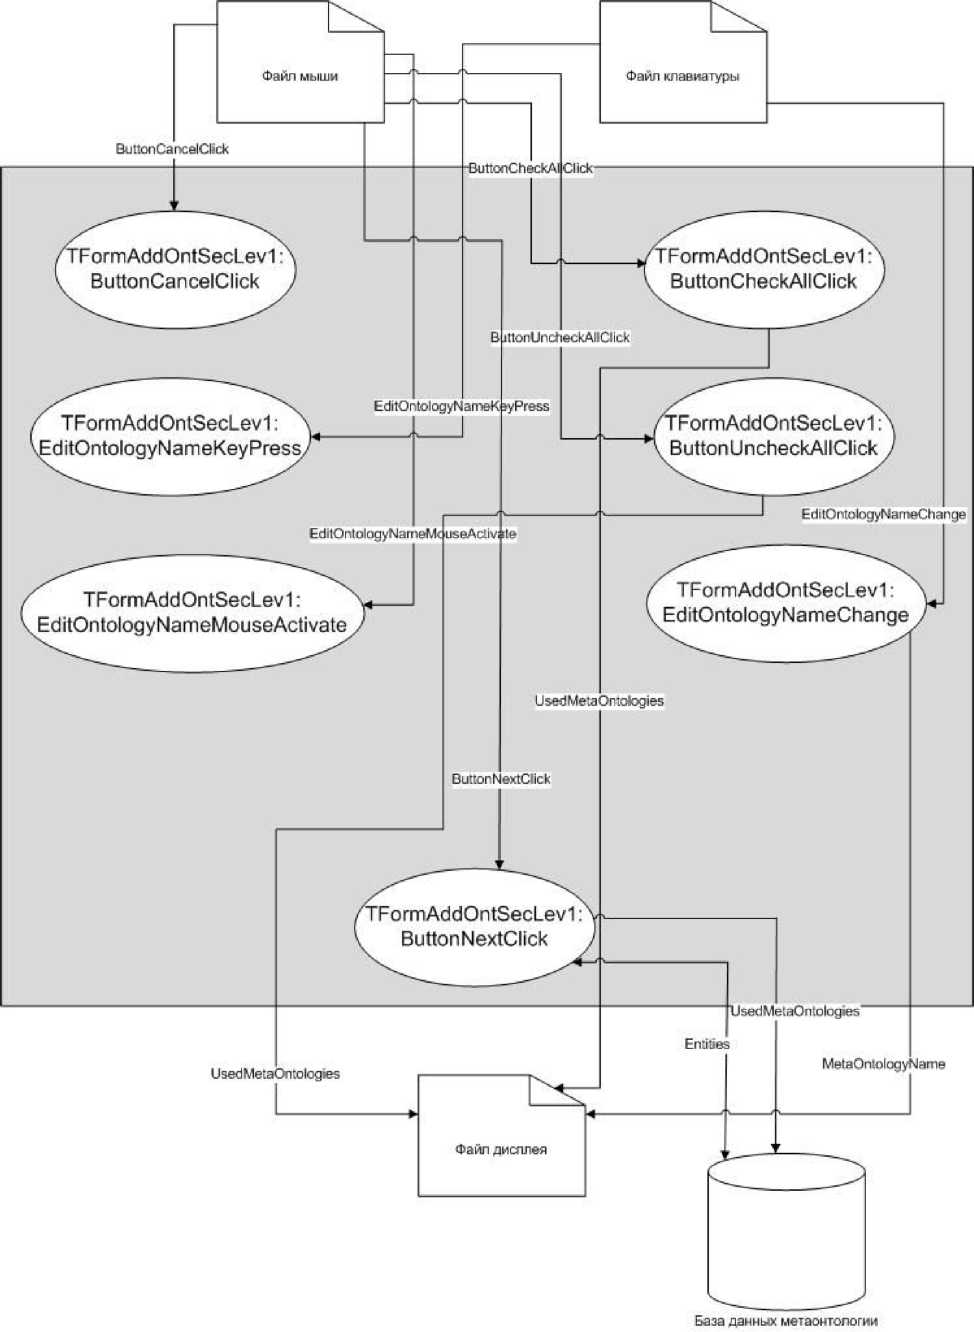 Файл мыши
Файл клавиатуры
ButtonCancelClick
ButtonCheckAllClick
TFormAddOntSecLev1:
ButtonCancelClick
TFormAddOntSecLev1:
ButtonCheckAllClick
ButtonUncheckAllClick
EditOntologyNameKeyPress
TFormAddOntSecLev1:
EditOntologyNameKeyPress
TFormAddOntSecLev1:
ButtonUncheckAllClick
EditOntologyNameChange
EditOntologyNameMouseActivate
TFormAddOntSecLev1:
EditOntologyNameMouseActivate
TFormAddOntSecLev1:
EditOntologyNameChange
UsedMetaOntologies
ButtonNextClick
TFormAddOntSecLev1:
ButtonNextClick
UsedMetaOntologies
Entities
MetaOntologyName
UsedMetaOntologies
Файл дисплея
База данных метаонтологии